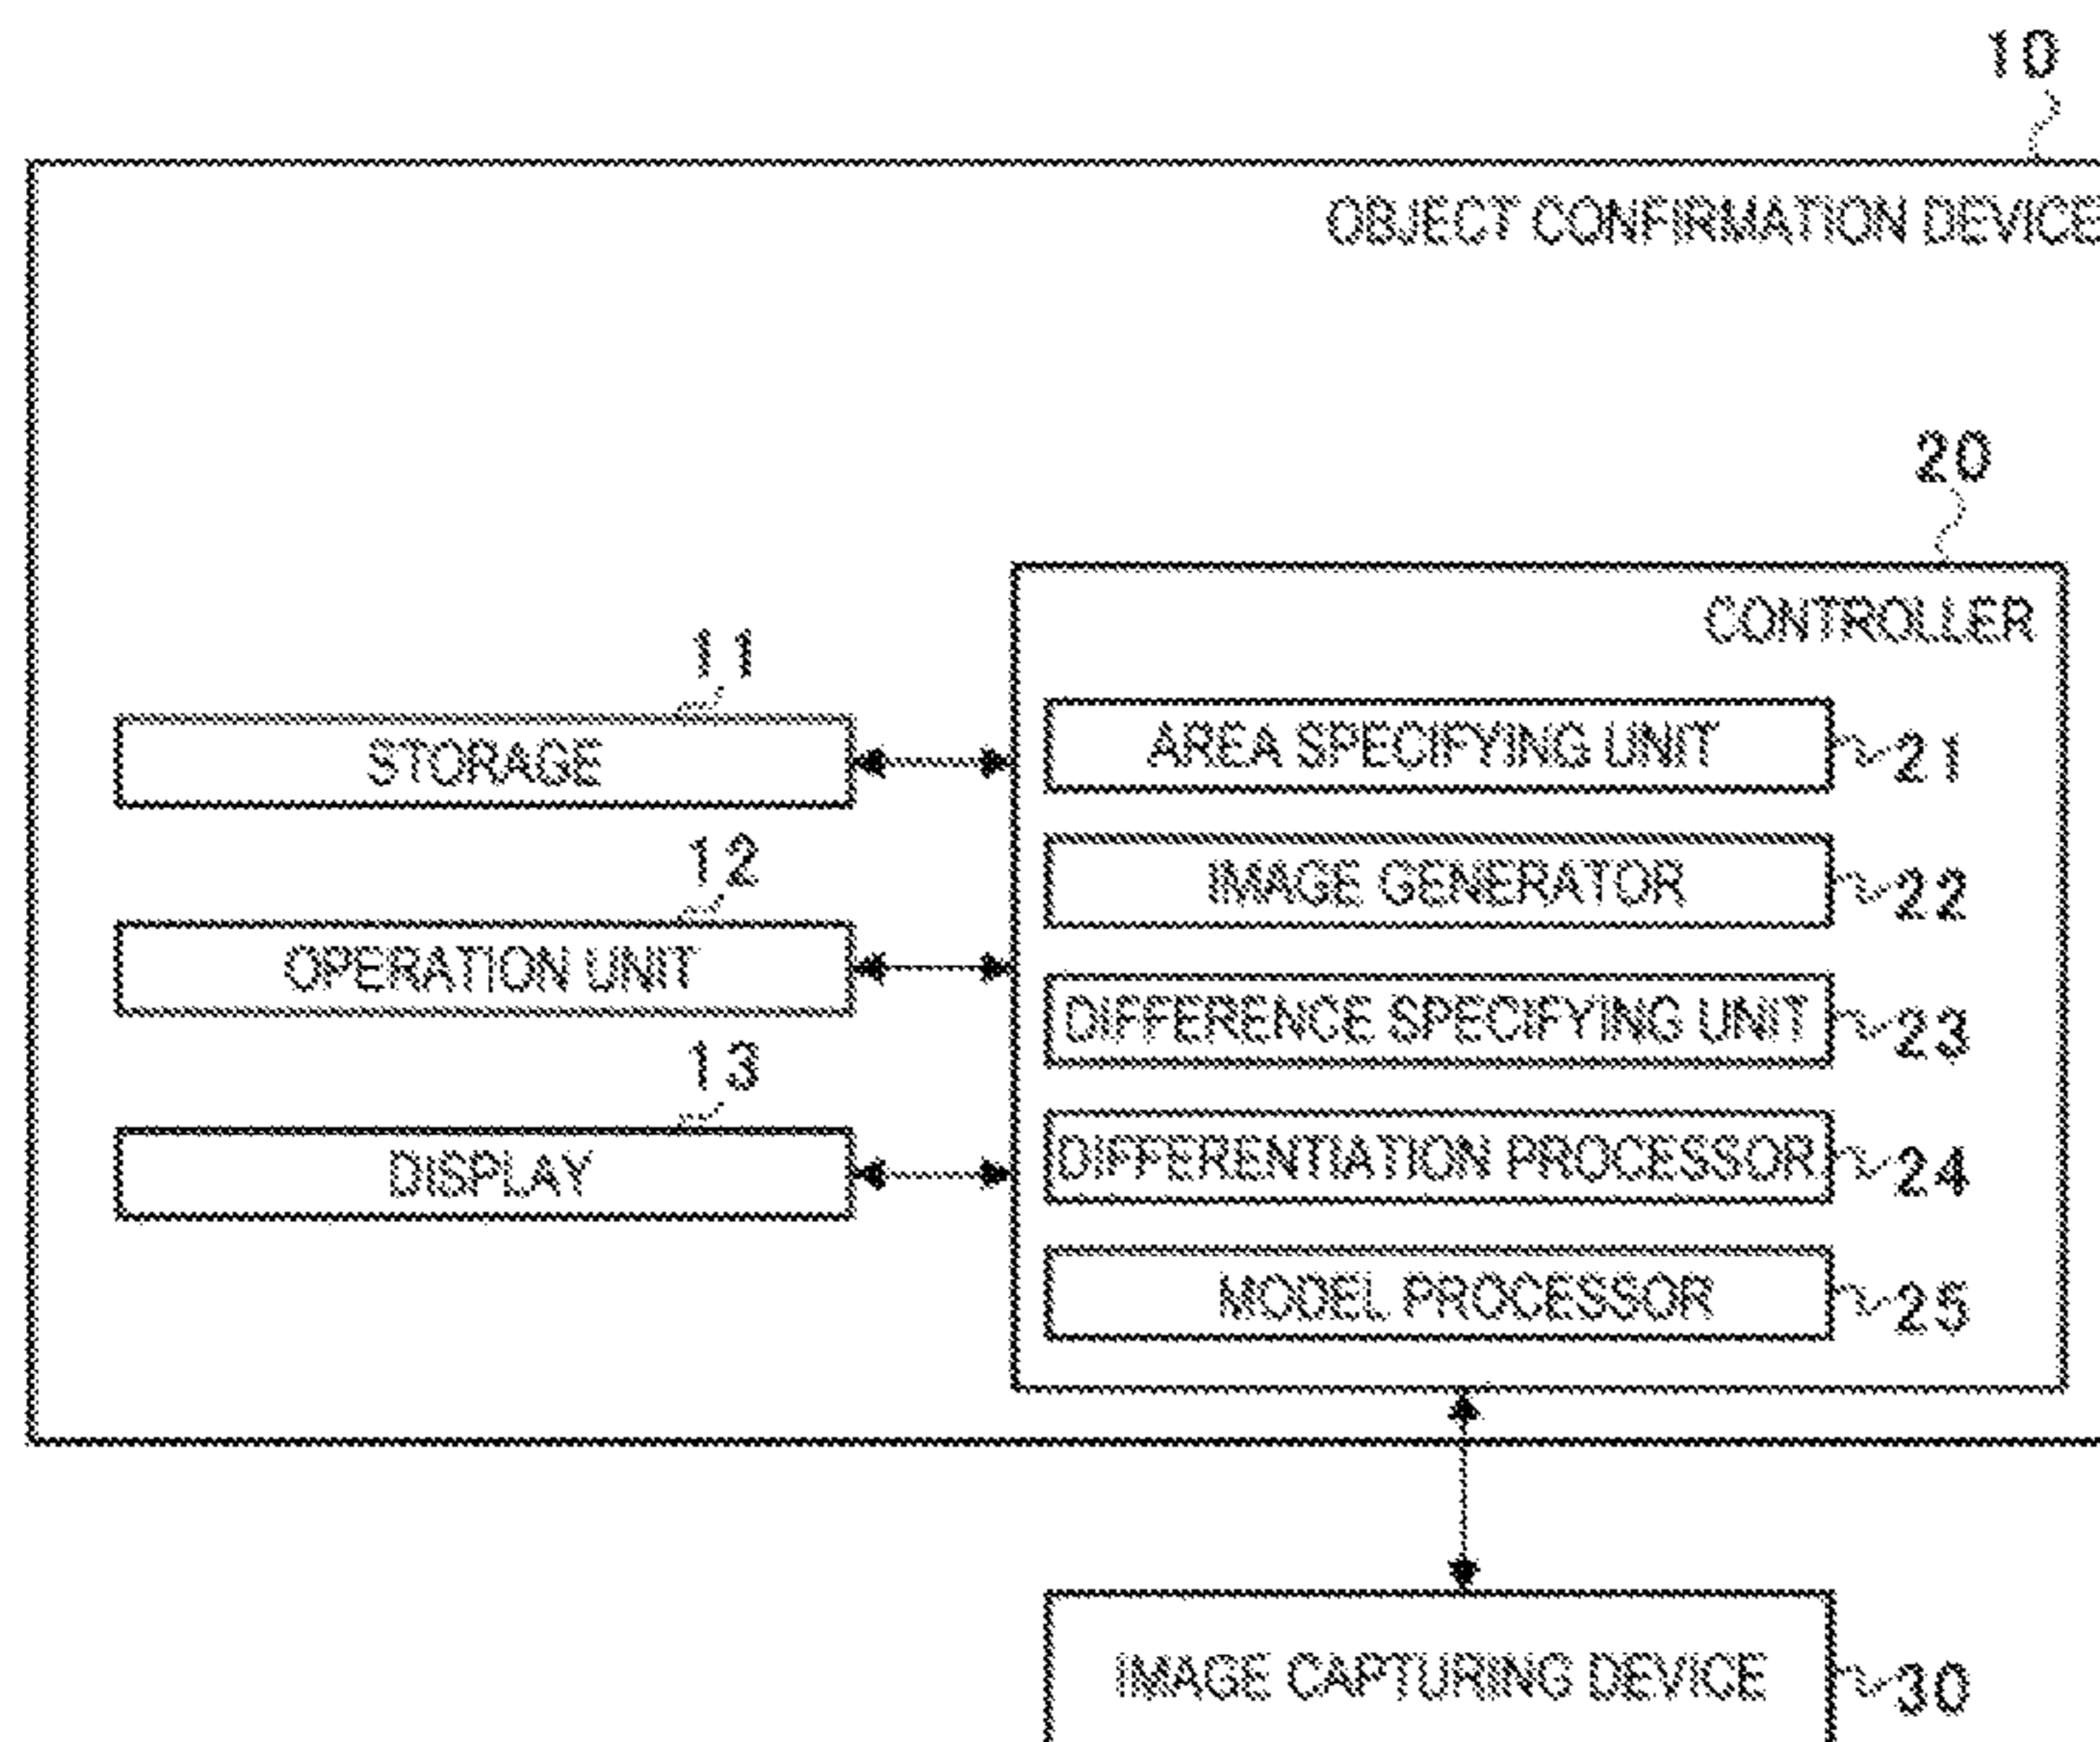 10
OBJECT CONFIRMATION DEVICE
20
CONTROLLER
11
STORAGE
AREA SPECIFYING UNIT
21
12
IMAGE GENERATOR
22
OPERATION UNIT
DIFFERENCE SPECIFYING UNIT
23
13
DISPLAY
DIFFERENTIATION PROCESSOR
24
MODEL PROCESSOR
25
IMAGE CAPTURING DEVICE
30